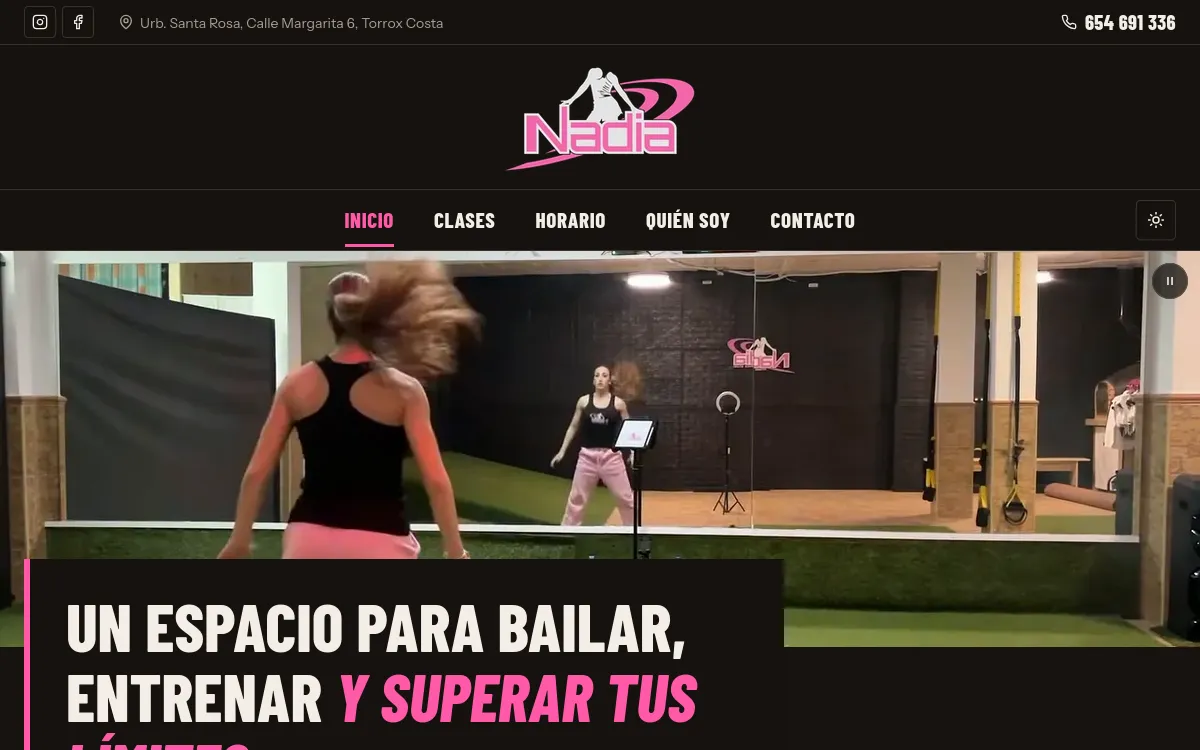 Urb. Santa Rosa, Calle Margarita 6, Torrox Costa
654 691 336
Nadia
INICIO
CLASES
HORARIO
QUIÉN SOY
CONTACTO
Nadia
UN ESPACIO PARA BAILAR,
ENTRENAR Y SUPERAR TUS